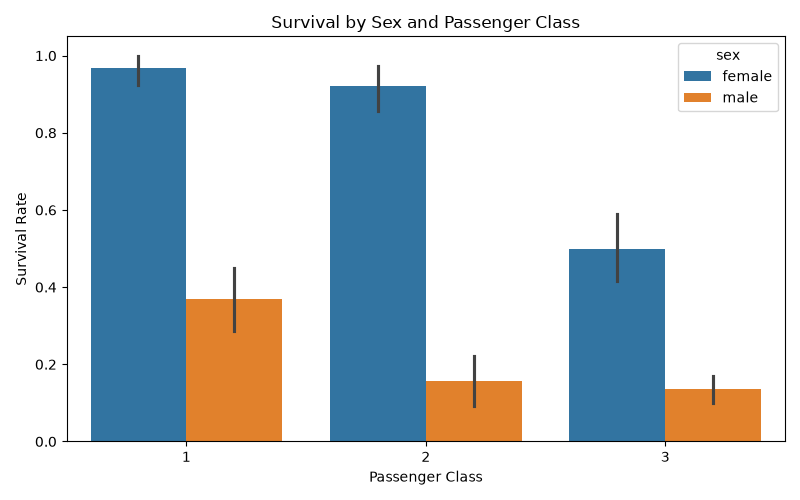 Survival by Sex and Passenger Class
sex
female
male
Survival Rate
1.0
0.8
0.6
0.4
0.2
0.0
1 2 3
Passenger Class